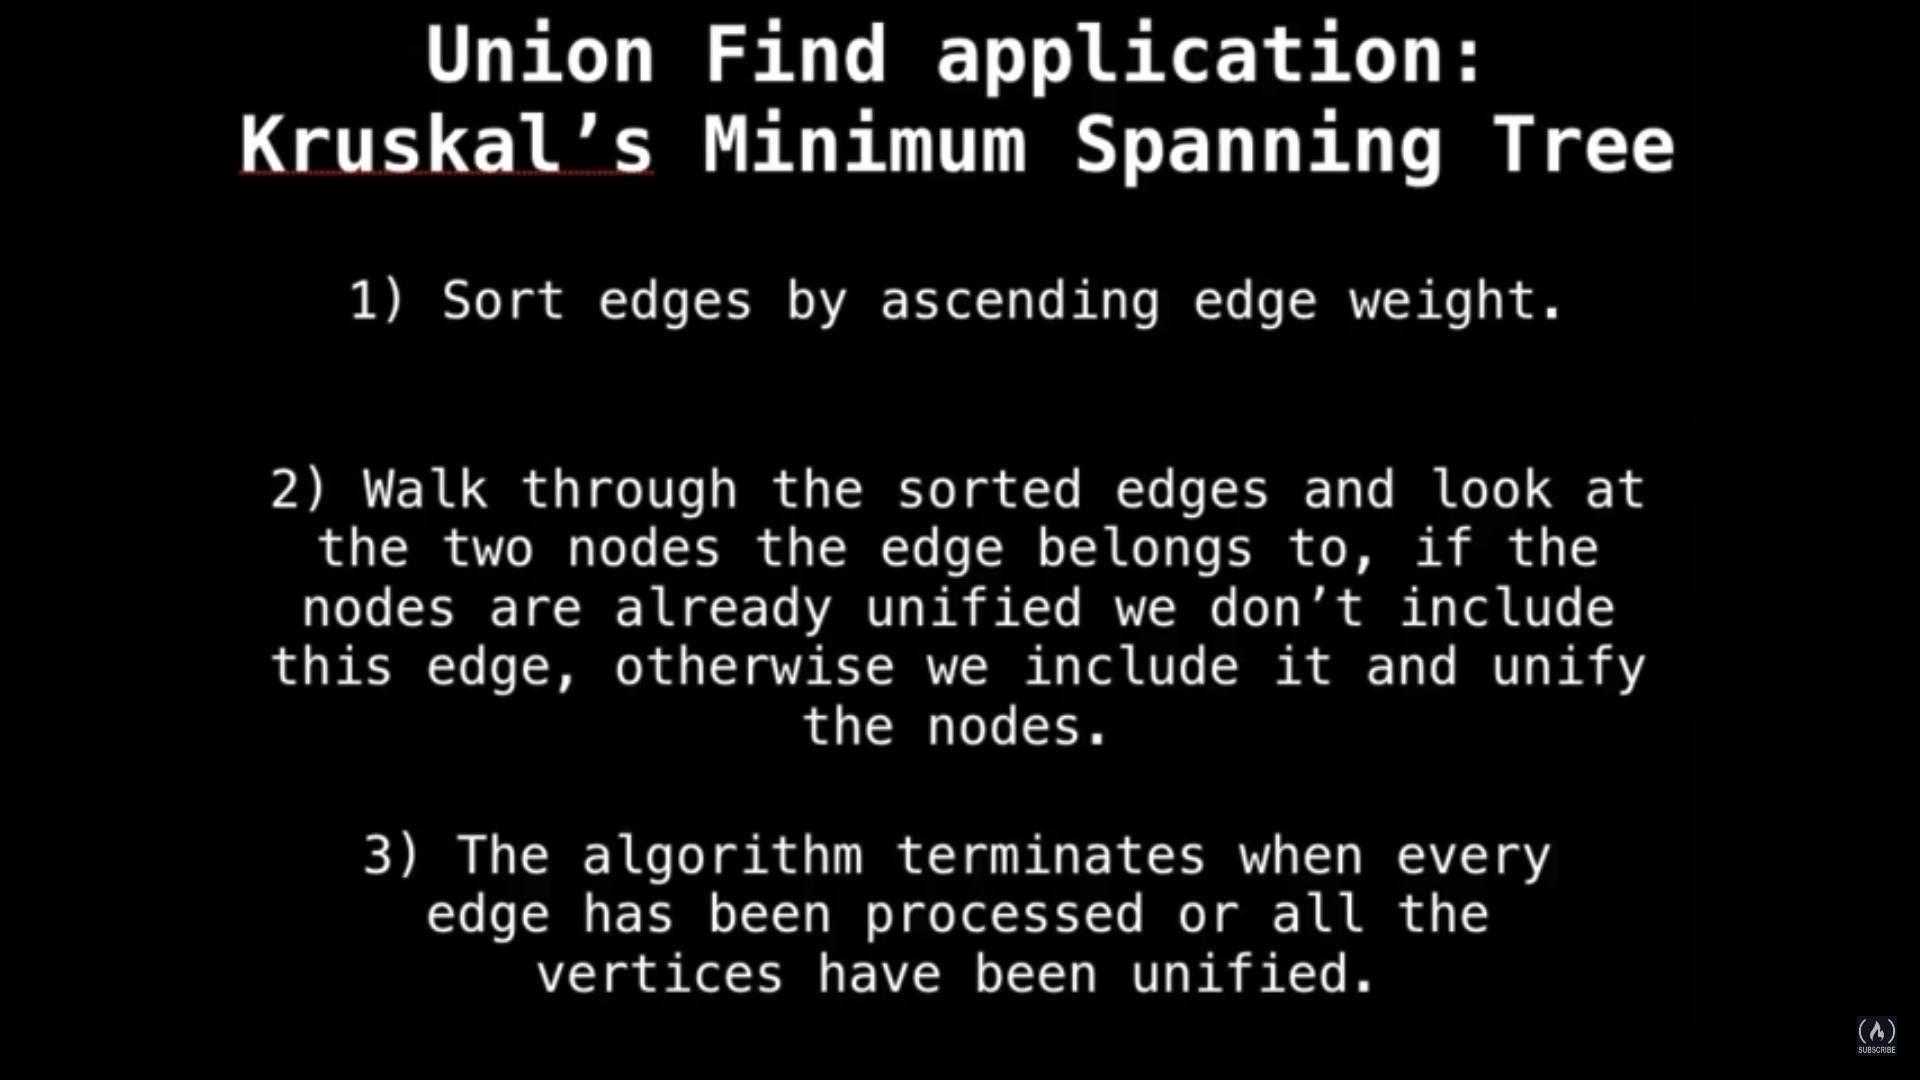 Union Find application:
Kruskal’s Minimum Spanning Tree
1) Sort edges by ascending edge weight.
2) Walk through the sorted edges and look at
the two nodes the edge belongs to, if the
nodes are already unified we don’t include
this edge, otherwise we include it and unify
the nodes.
3) The algorithm terminates when every
edge has been processed or all the
vertices have been unified.
SUBSCRIBE